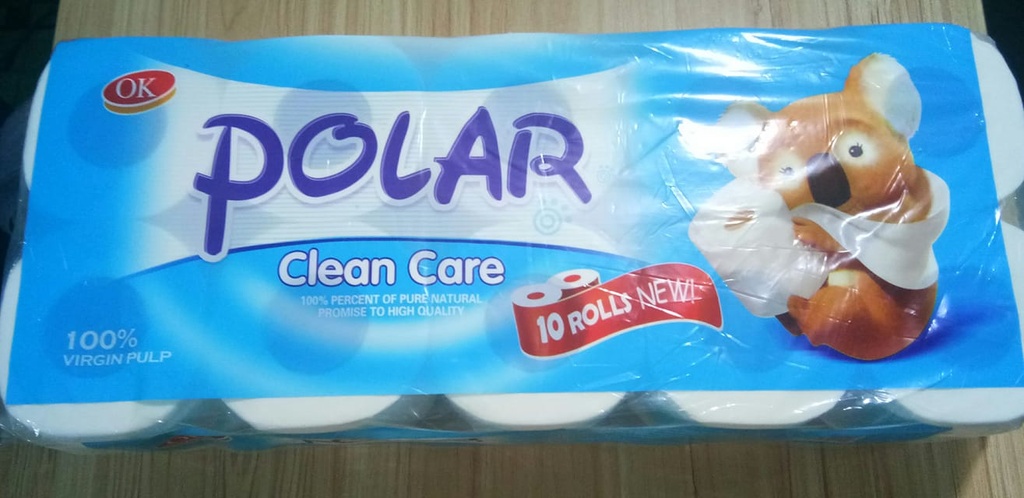 OK
POLAR
Clean Care
100% PERCENT OF PURE NATURAL
PROMISE TO HIGH QUALITY
10 ROLLS NEW!
100%
VIRGIN PULP